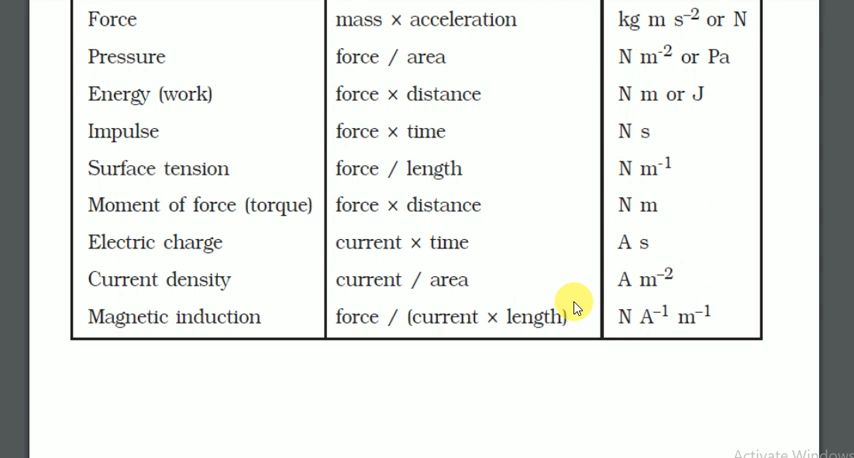 Force mass × acceleration kg m s⁻² or N
Pressure force / area N m⁻² or Pa
Energy (work) force × distance N m or J
Impulse force × time N s
Surface tension force / length N m⁻¹
Moment of force (torque) force × distance N m
Electric charge current × time A s
Current density current / area A m⁻²
Magnetic induction force / (current × length) N A⁻¹ m⁻¹
Activate Windows